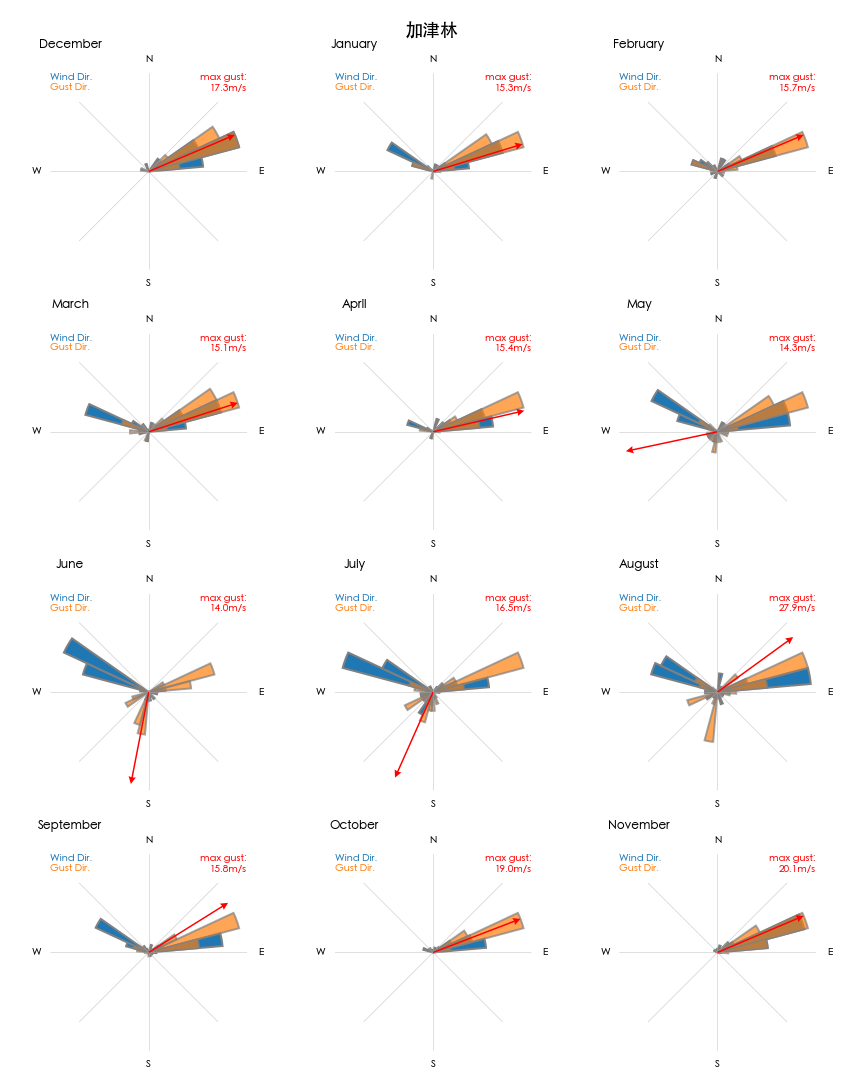 加津林
December
N
Wind Dir.
Gust Dir.
max gust:
17.3m/s
W
E
S
January
N
Wind Dir.
Gust Dir.
max gust:
15.3m/s
W
E
S
February
N
Wind Dir.
Gust Dir.
max gust:
15.7m/s
W
E
S
March
N
Wind Dir.
Gust Dir.
max gust:
15.1m/s
W
E
S
April
N
Wind Dir.
Gust Dir.
max gust:
15.4m/s
W
E
S
May
N
Wind Dir.
Gust Dir.
max gust:
14.3m/s
W
E
S
June
N
Wind Dir.
Gust Dir.
max gust:
14.0m/s
W
E
S
July
N
Wind Dir.
Gust Dir.
max gust:
16.5m/s
W
E
S
August
N
Wind Dir.
Gust Dir.
max gust:
27.9m/s
W
E
S
September
N
Wind Dir.
Gust Dir.
max gust:
15.8m/s
W
E
S
October
N
Wind Dir.
Gust Dir.
max gust:
19.0m/s
W
E
S
November
N
Wind Dir.
Gust Dir.
max gust:
20.1m/s
W
E
S